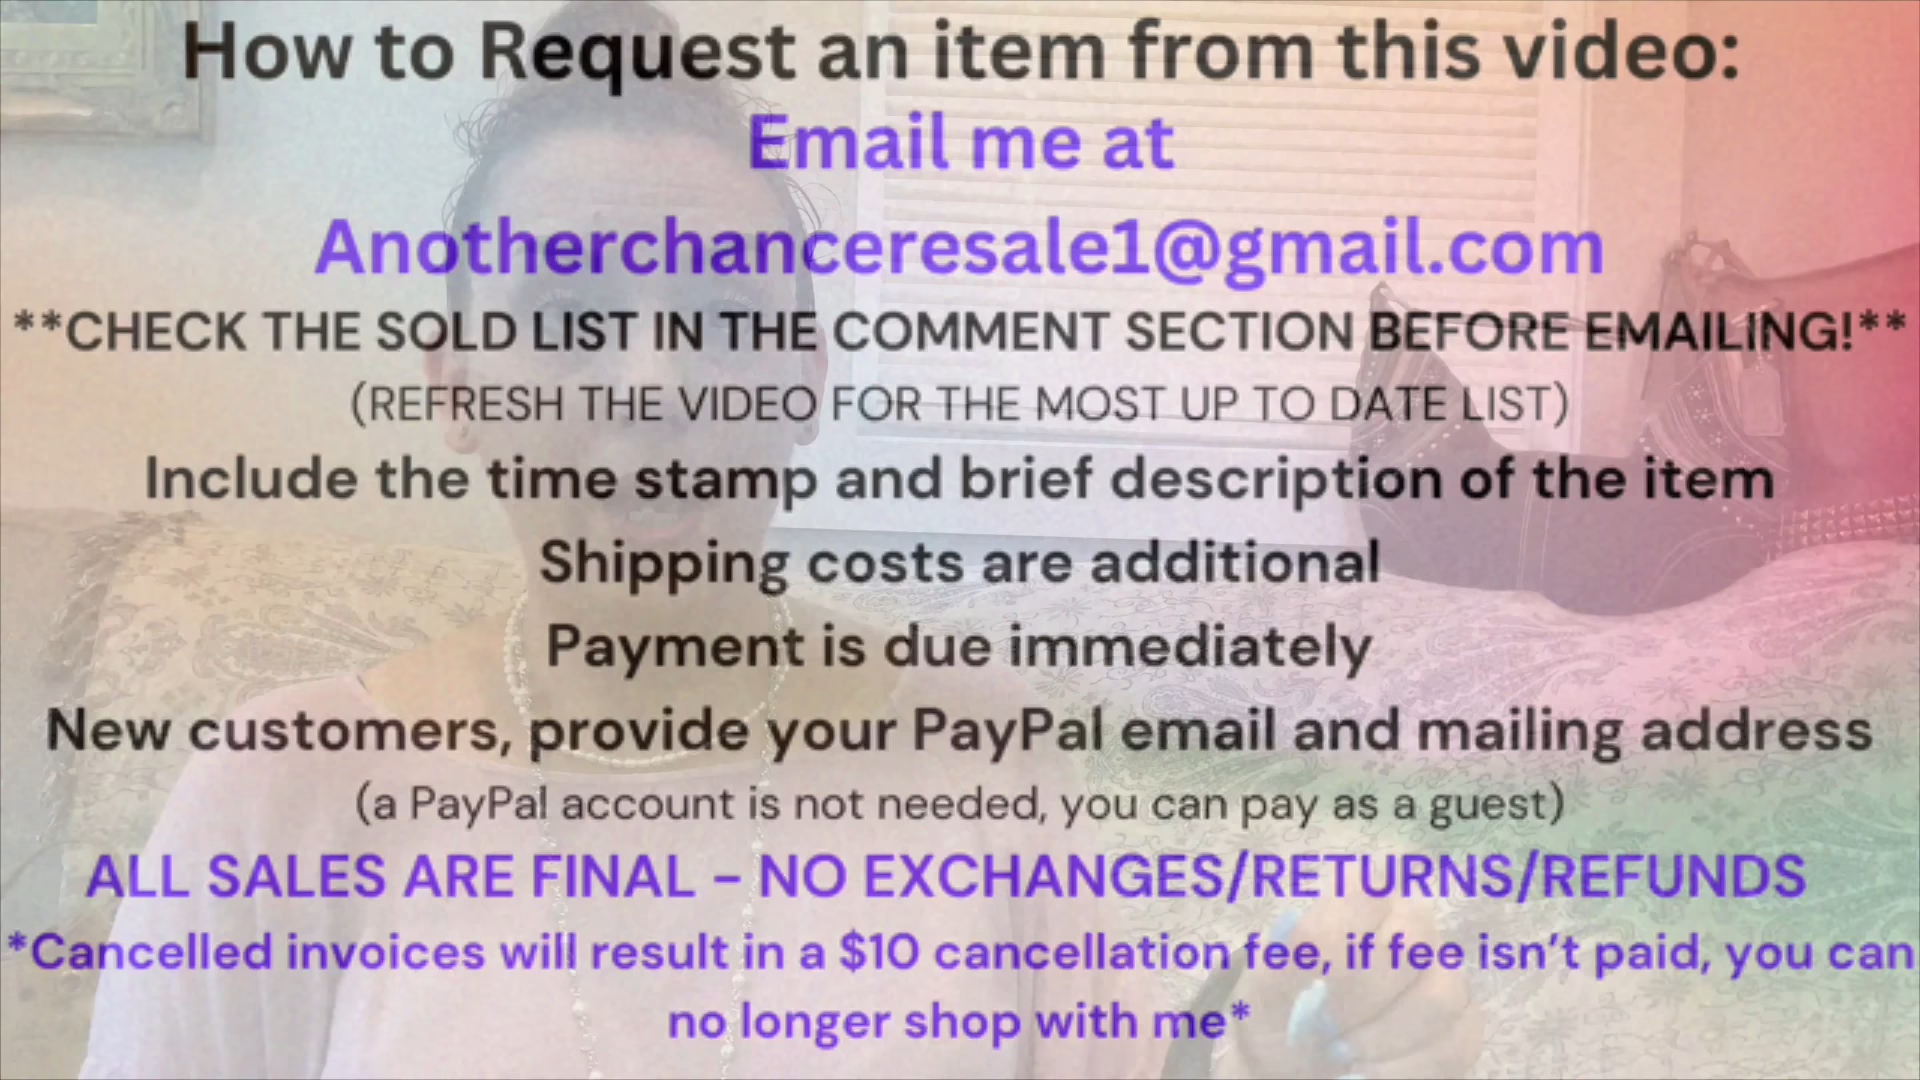 How to Request an item from this video:
Email me at
Anotherchanceresale1@gmail.com
**CHECK THE SOLD LIST IN THE COMMENT SECTION BEFORE EMAILING!**
(REFRESH THE VIDEO FOR THE MOST UP TO DATE LIST)
Include the time stamp and brief description of the item
Shipping costs are additional
Payment is due immediately
New customers, provide your PayPal email and mailing address
(a PayPal account is not needed, you can pay as a guest)
ALL SALES ARE FINAL – NO EXCHANGES/RETURNS/REFUNDS
*Cancelled invoices will result in a $10 cancellation fee, if fee isn’t paid, you can
no longer shop with me*